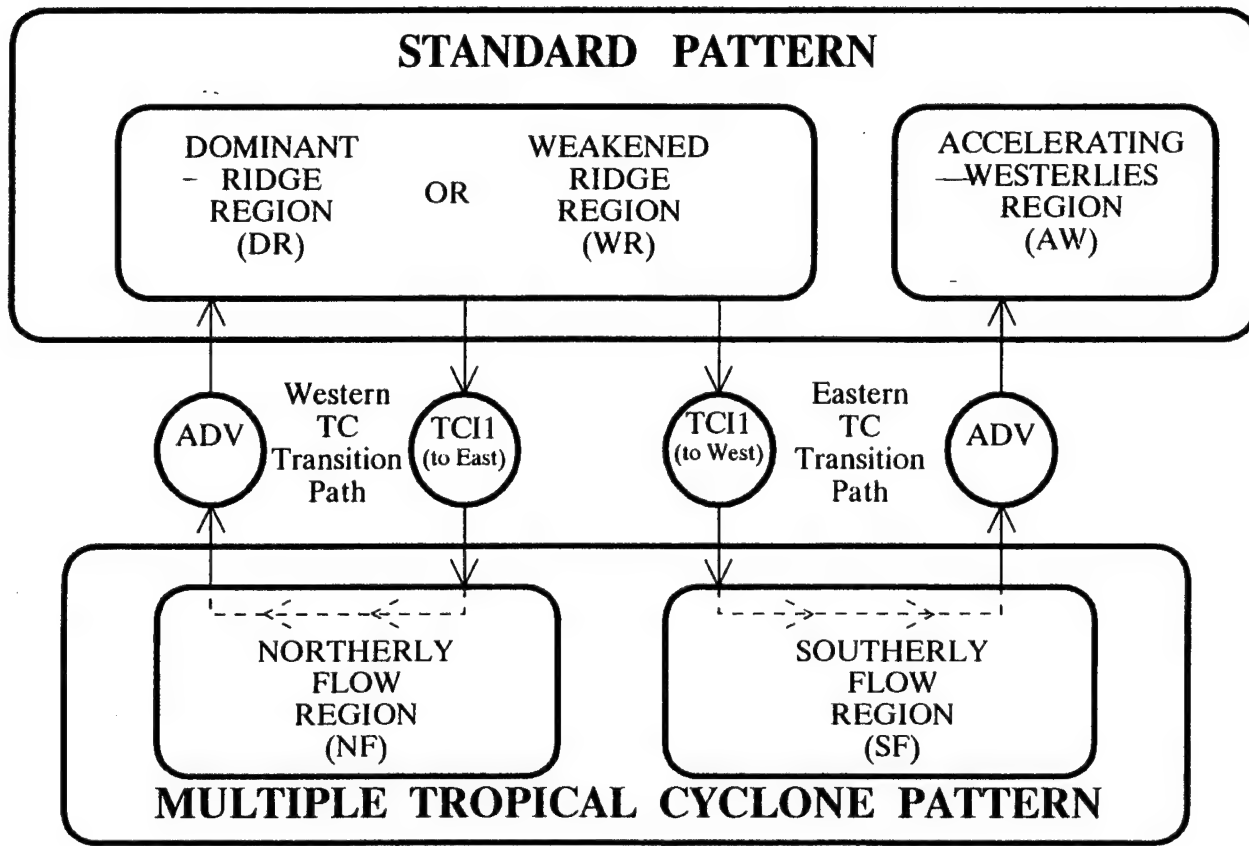 STANDARD PATTERN
DOMINANT
RIDGE
REGION
(DR)
OR
WEAKENED
RIDGE
REGION
(WR)
ACCELERATING
WESTERLIES
REGION
(AW)
ADV
Western
TC
Transition
Path
TCI1
(to East)
TCI1
(to West)
Eastern
TC
Transition
Path
ADV
NORTHERLY
FLOW
REGION
(NF)
SOUTHERLY
FLOW
REGION
(SF)
MULTIPLE TROPICAL CYCLONE PATTERN